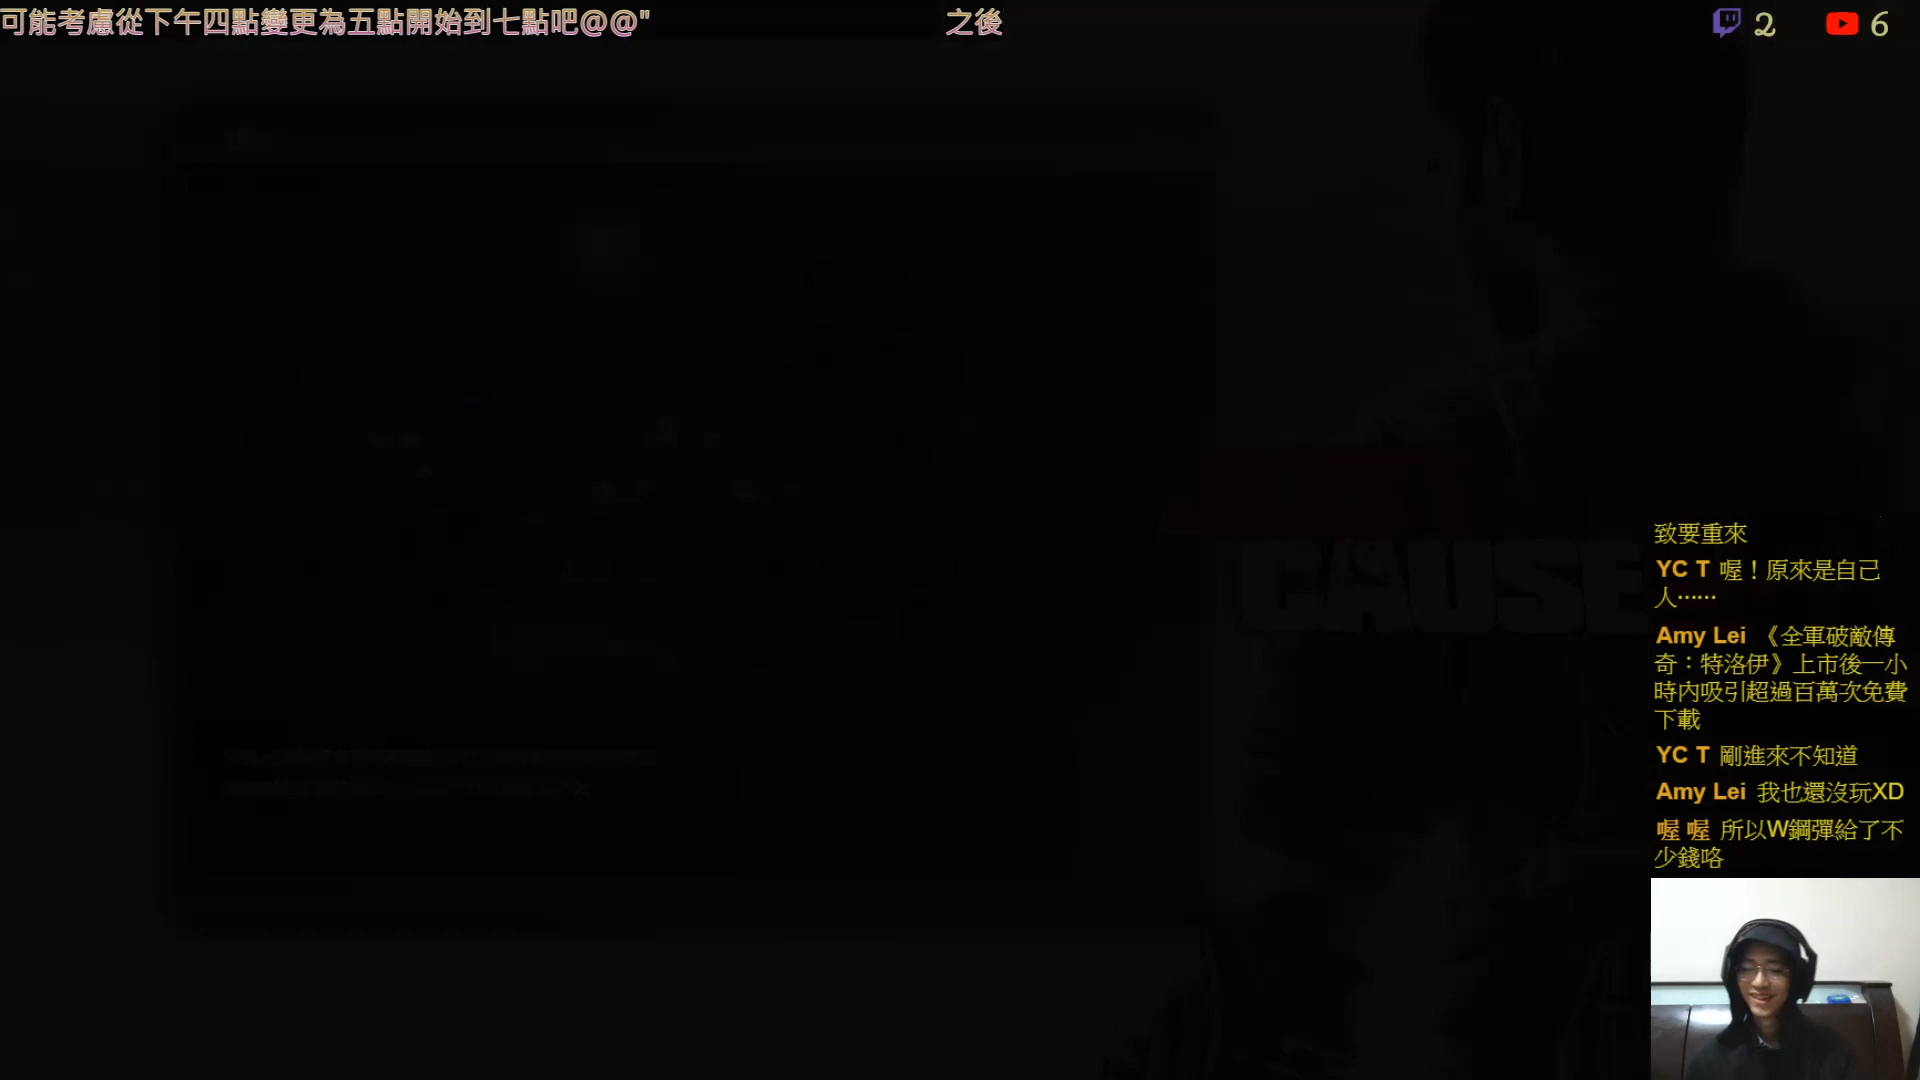 可能考慮從下午四點變更為五點開始到七點吧@@" 之後
2 6
CAUSE
致要重來
YC T 喔！原來是自己
人……
Amy Lei 《全軍破敵傳
奇：特洛伊》上市後一小
時內吸引超過百萬次免費
下載
YC T 剛進來不知道
Amy Lei 我也還沒玩XD
喔 喔 所以W鋼彈給了不
少錢咯